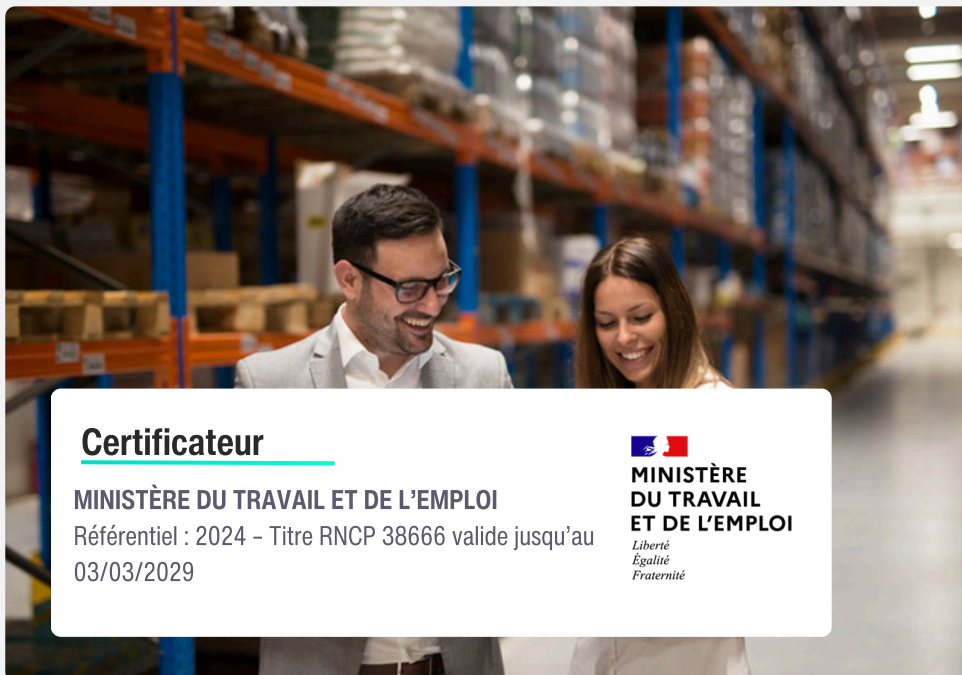 Certificateur
MINISTÈRE DU TRAVAIL ET DE L’EMPLOI
Référentiel : 2024 – Titre RNCP 38666 valide jusqu’au
03/03/2029
MINISTÈRE
DU TRAVAIL
ET DE L’EMPLOI
Liberté
Égalité
Fraternité